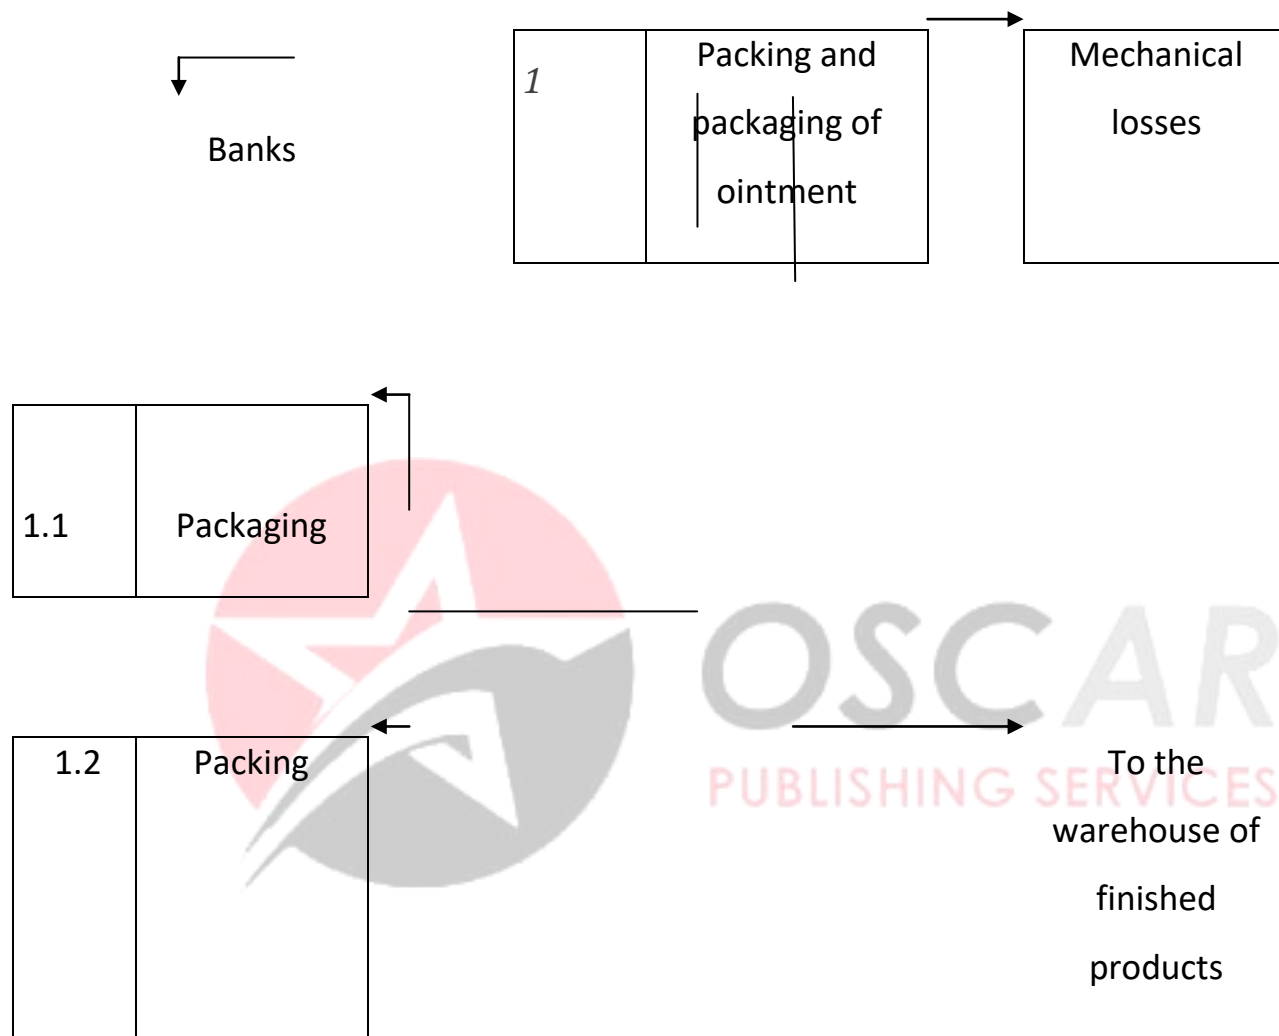 Banks
1
Packing and
packaging of
ointment
Mechanical
losses
1.1
Packaging
1.2
Packing
OSCAR
PUBLISHING SERVICES
To the
warehouse of
finished
products